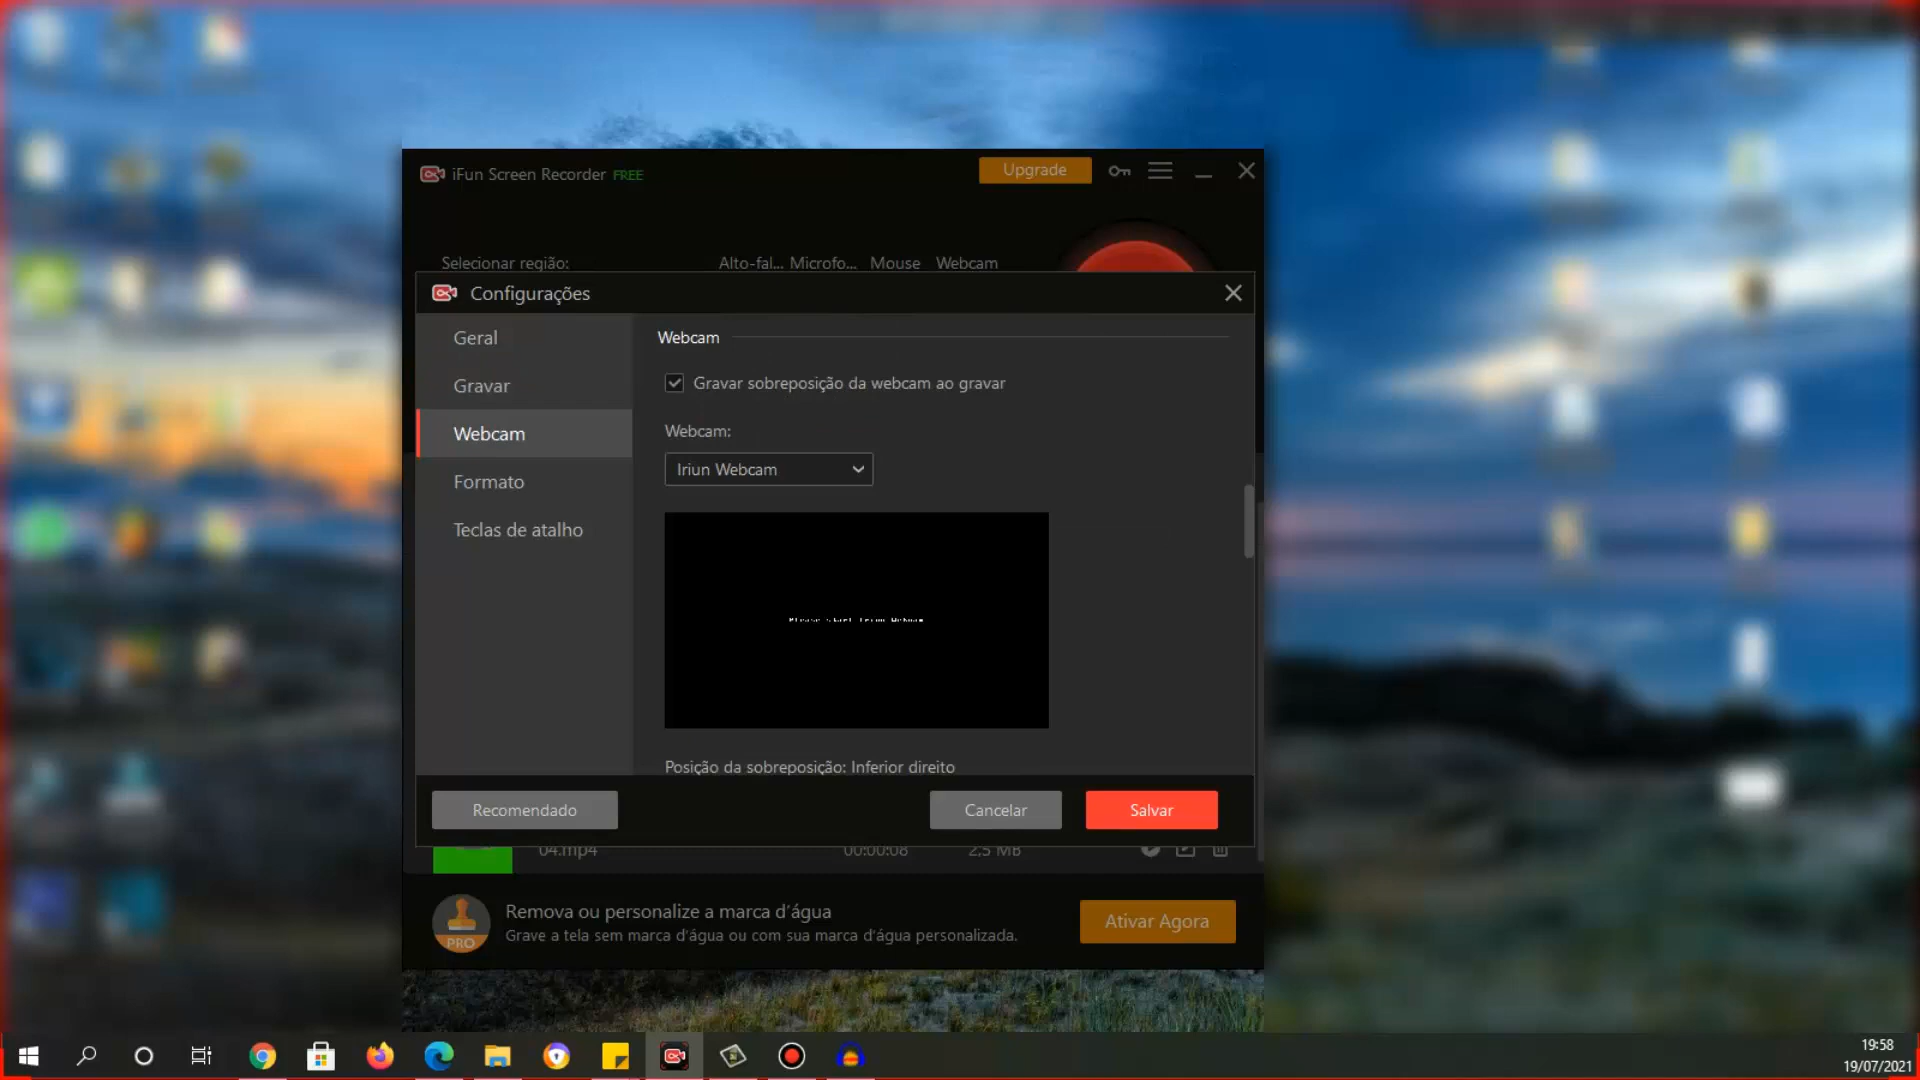 iFun Screen Recorder FREE
Upgrade
Selecionar região:
Alto-fal... Microfo... Mouse Webcam
Configurações
Geral
Gravar
Webcam
Formato
Teclas de atalho
Webcam
Gravar sobreposição da webcam ao gravar
Webcam:
Iriun Webcam
Posição da sobreposição: Inferior direito
Recomendado
Cancelar
Salvar
04.mp4 00:00:08 2,5 MB
PRO
Remova ou personalize a marca d'água
Grave a tela sem marca d'água ou com sua marca d'água personalizada.
Ativar Agora
19:58
19/07/2021